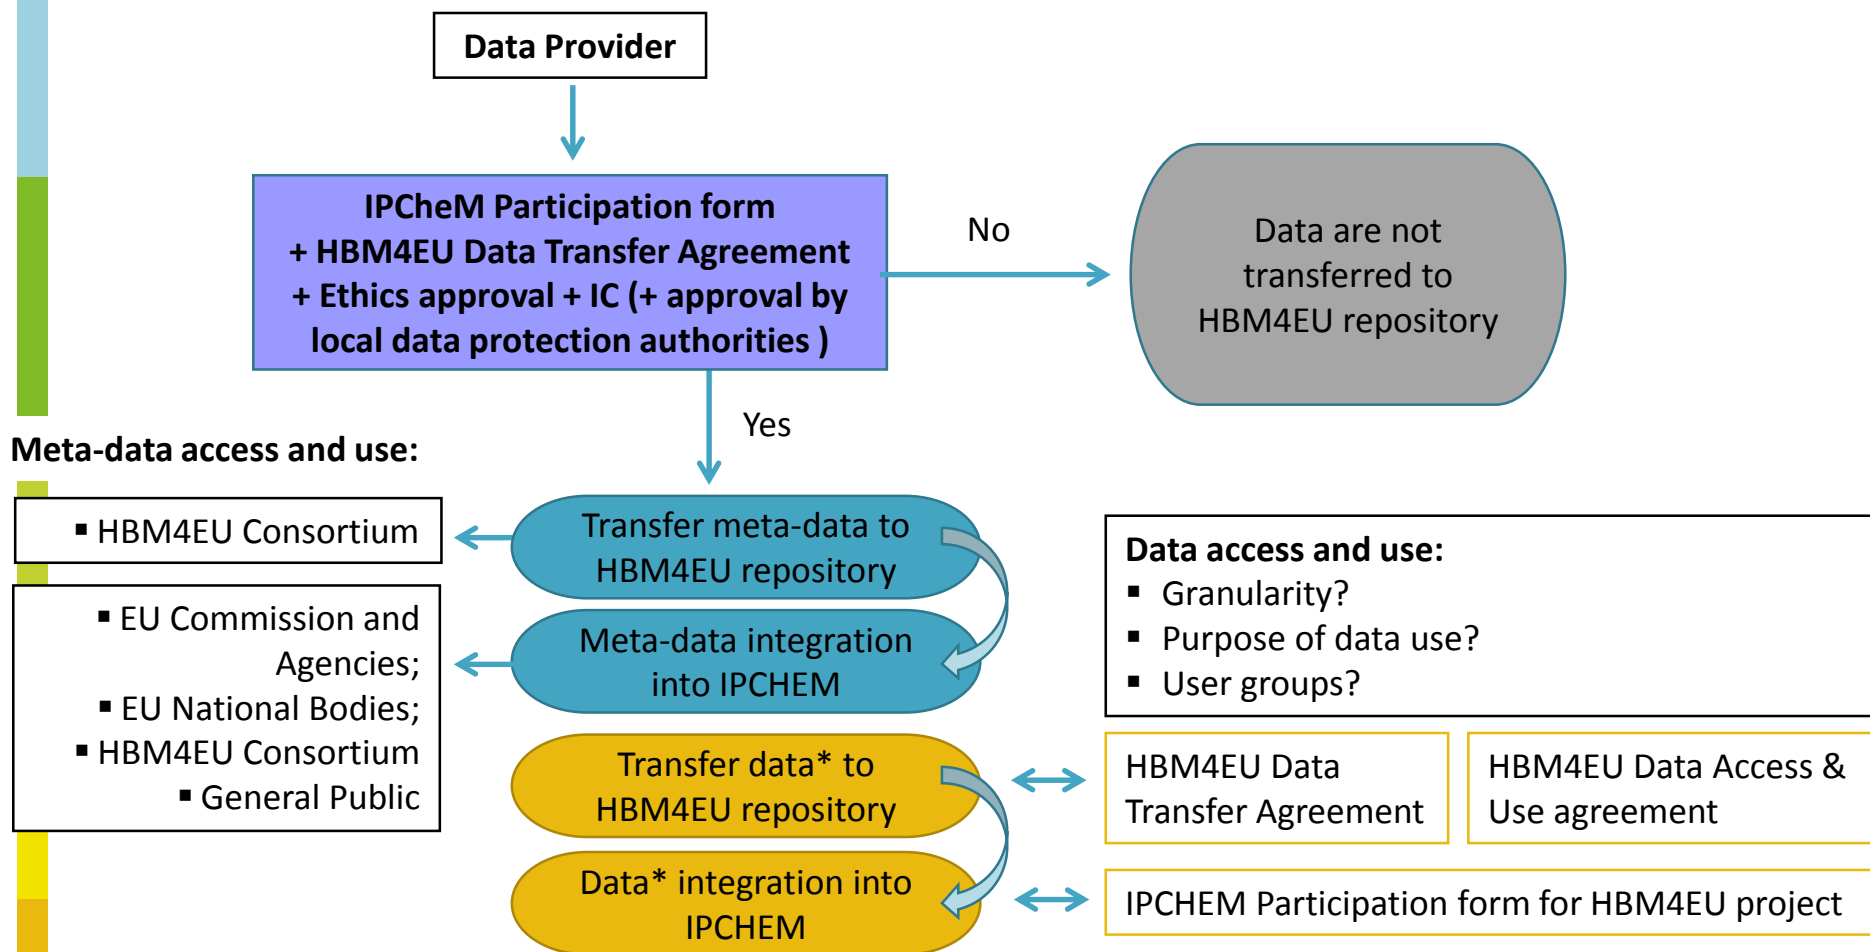 Data Provider
IPCheM Participation form
+ HBM4EU Data Transfer Agreement
+ Ethics approval + IC (+ approval by
local data protection authorities )
No
Data are not
transferred to
HBM4EU repository
Yes
Meta-data access and use:
▪ HBM4EU Consortium
▪ EU Commission and
Agencies;
▪ EU National Bodies;
▪ HBM4EU Consortium
▪ General Public
Transfer meta-data to
HBM4EU repository
Meta-data integration
into IPCHEM
Transfer data* to
HBM4EU repository
Data* integration into
IPCHEM
Data access and use:
▪ Granularity?
▪ Purpose of data use?
▪ User groups?
HBM4EU Data
Transfer Agreement
HBM4EU Data Access &
Use agreement
IPCHEM Participation form for HBM4EU project